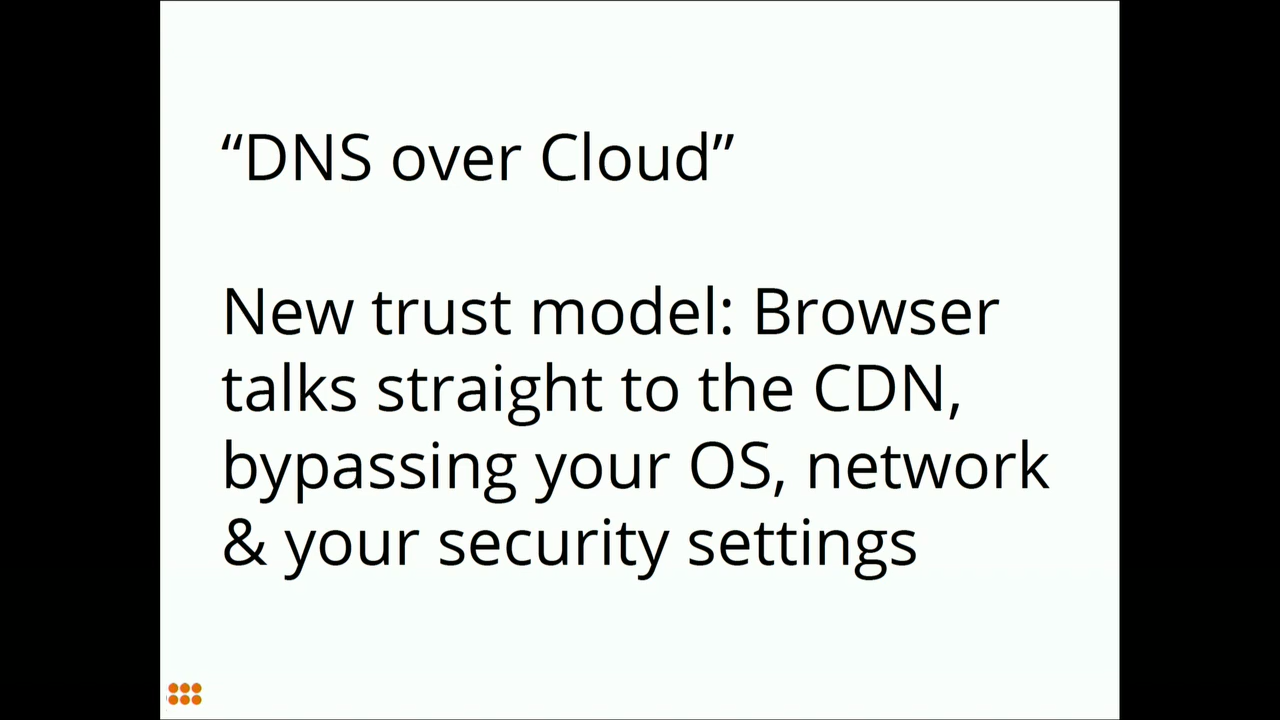 “DNS over Cloud”
New trust model: Browser
talks straight to the CDN,
bypassing your OS, network
& your security settings